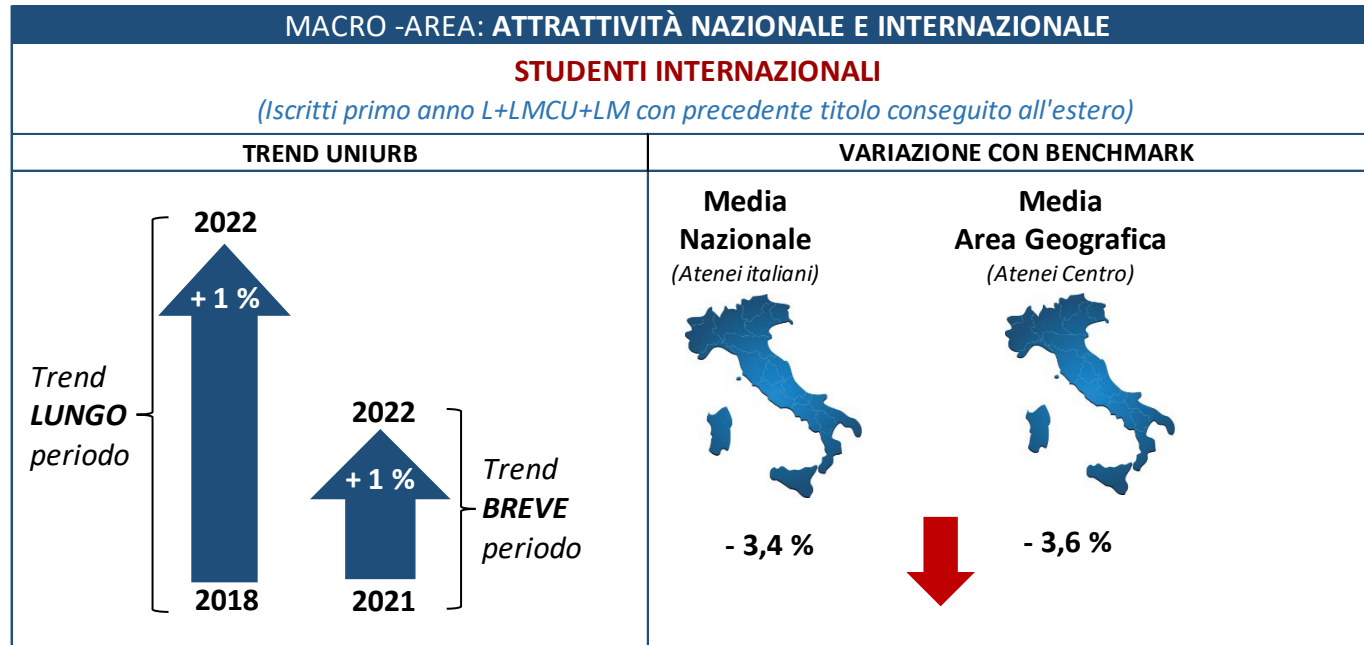 MACRO -AREA: ATTRATTIVITÀ NAZIONALE E INTERNAZIONALE
STUDENTI INTERNAZIONALI
(Iscritti primo anno L+LMCU+LM con precedente titolo conseguito all'estero)
TREND UNIURB
VARIAZIONE CON BENCHMARK
2022
+ 1 %
Trend
LUNGO
periodo
2018
2022
+ 1 %
Trend
BREVE
periodo
2021
Media
Nazionale
(Atenei italiani)
- 3,4 %
Media
Area Geografica
(Atenei Centro)
- 3,6 %